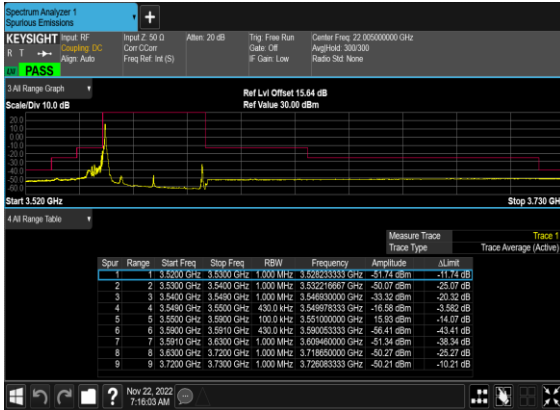 Spectrum Analyzer 1
Spurious Emissions
KEYSIGHT Input: RF Input Z: 50 Ω Atten: 20 dB Trig: Free Run Center Freq: 22.005000000 GHz
R T Coupling: DC Corr CCorr Gate: Off Avg|Hold: 300/300
Align: Auto Freq Ref: Int (S) IF Gain: Low Radio Std: None
PASS
3 All Range Graph Ref Lvl Offset 15.64 dB
Scale/Div 10.0 dB Ref Value 30.00 dBm
20.0
10.0
0.00
-10.0
-20.0
-30.0
-40.0
-50.0
-60.0
Start 3.520 GHz Stop 3.730 GHz
4 All Range Table
Measure Trace Trace 1
Trace Type Trace Average (Active)
Spur Range Start Freq Stop Freq RBW Frequency Amplitude ΔLimit
1 1 3.5200 GHz 3.5300 GHz 1.000 MHz 3.528233333 GHz -51.74 dBm -11.74 dB
2 2 3.5300 GHz 3.5400 GHz 1.000 MHz 3.532216667 GHz -50.07 dBm -25.07 dB
3 3 3.5400 GHz 3.5490 GHz 1.000 MHz 3.546930000 GHz -33.32 dBm -20.32 dB
4 4 3.5490 GHz 3.5500 GHz 430.0 kHz 3.549978333 GHz -16.58 dBm -3.582 dB
5 5 3.5500 GHz 3.5900 GHz 100.0 kHz 3.551000000 GHz 15.93 dBm -14.07 dB
6 6 3.5900 GHz 3.5910 GHz 430.0 kHz 3.590053333 GHz -56.41 dBm -43.41 dB
7 7 3.5910 GHz 3.6300 GHz 1.000 MHz 3.609460000 GHz -51.34 dBm -38.34 dB
8 8 3.6300 GHz 3.7200 GHz 1.000 MHz 3.718650000 GHz -50.27 dBm -25.27 dB
9 9 3.7200 GHz 3.7300 GHz 1.000 MHz 3.726083333 GHz -50.21 dBm -10.21 dB
Nov 22, 2022
7:16:03 AM